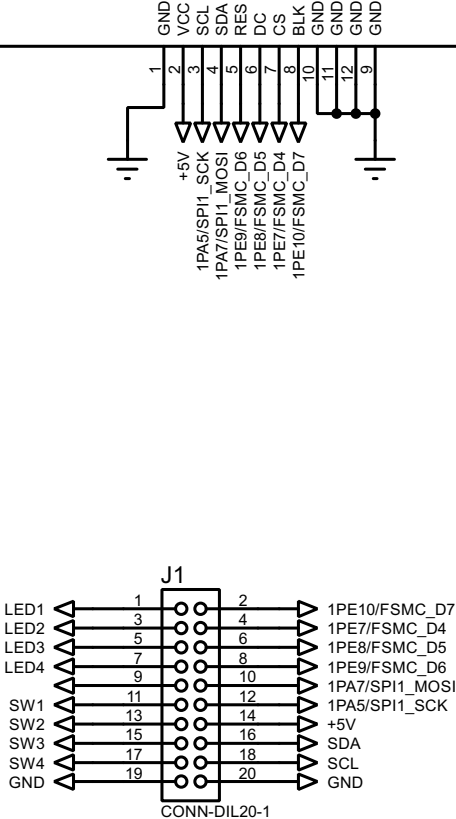 GND
VCC
SCL
SDA
RES
DC
CS
BLK
GND
GND
GND
GND
1
2
3
4
5
6
7
8
10
11
12
9
+5V
1PA5/SPI1_SCK
1PA7/SPI1_MOSI
1PE9/FSMC_D6
1PE8/FSMC_D5
1PE7/FSMC_D4
1PE10/FSMC_D7
J1
LED1 1 2 1PE10/FSMC_D7
LED2 3 4 1PE7/FSMC_D4
LED3 5 6 1PE8/FSMC_D5
LED4 7 8 1PE9/FSMC_D6
9 10 1PA7/SPI1_MOSI
SW1 11 12 1PA5/SPI1_SCK
SW2 13 14 +5V
SW3 15 16 SDA
SW4 17 18 SCL
GND 19 20 GND
CONN-DIL20-1